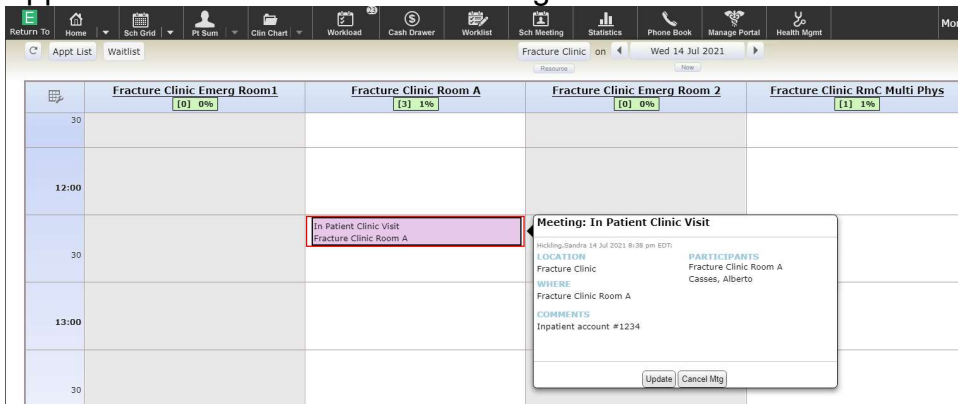 E
Return To Home Sch Grid Pt Sum Clin Chart Workload 23 Cash Drawer Worklist Sch Meeting Statistics Phone Book Manage Portal Health Mgmt
Appt List Waitlist Fracture Clinic on Wed 14 Jul 2021
Resource Now
Fracture Clinic Emerg Room1 Fracture Clinic Room A Fracture Clinic Emerg Room 2 Fracture Clinic RmC Multi Phys
[0] 0% [3] 1% [0] 0% [1] 1%
30
12:00
In Patient Clinic Visit
Fracture Clinic Room A
30
13:00
30
Meeting: In Patient Clinic Visit
Hickling,Sandra 14 Jul 2021 8:38 pm EDT:
LOCATION PARTICIPANTS
Fracture Clinic Fracture Clinic Room A
Casses, Alberto
WHERE
Fracture Clinic Room A
COMMENTS
Inpatient account #1234
Update Cancel Mtg